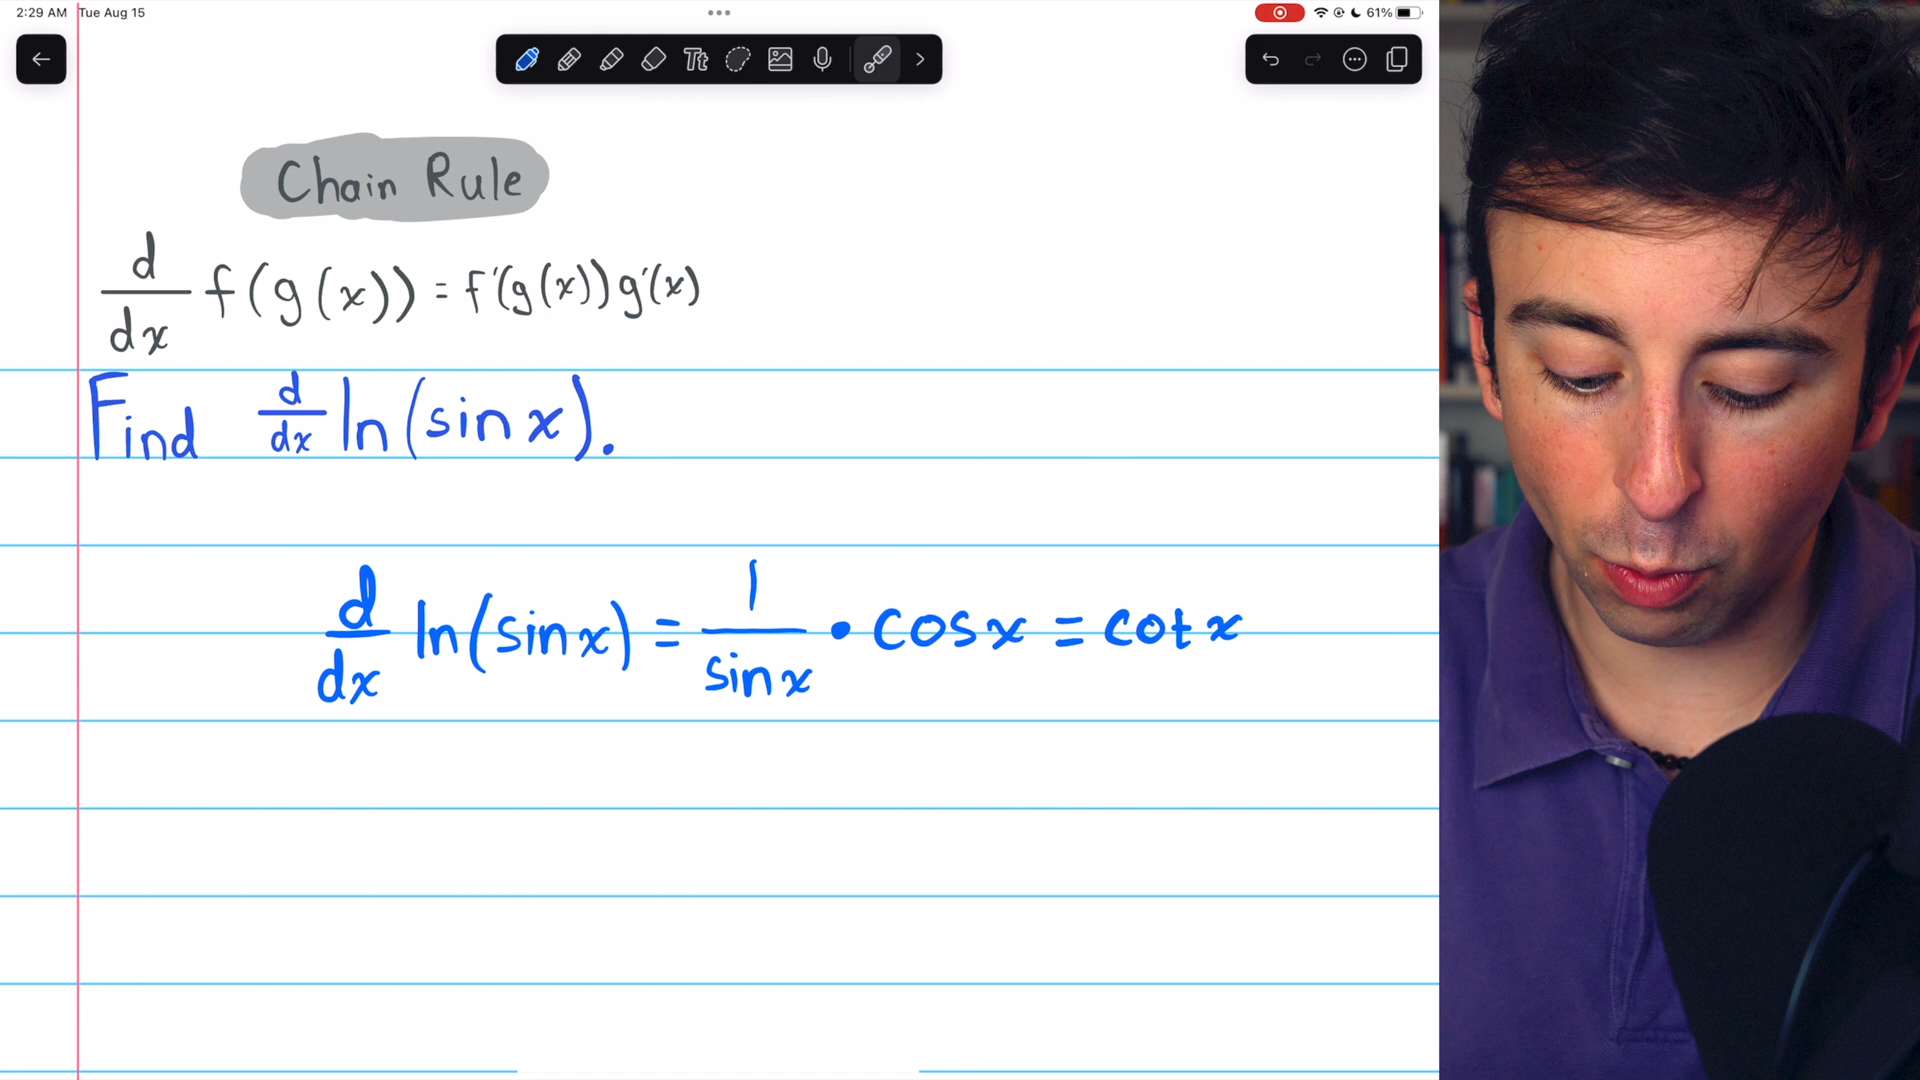 2:29 AM Tue Aug 15 61%
Tt
Chain Rule
d/dx f(g(x)) = f'(g(x))g'(x)
Find d/dx ln(sin x).
d/dx ln(sin x) = 1/sin x • cos x = cot x